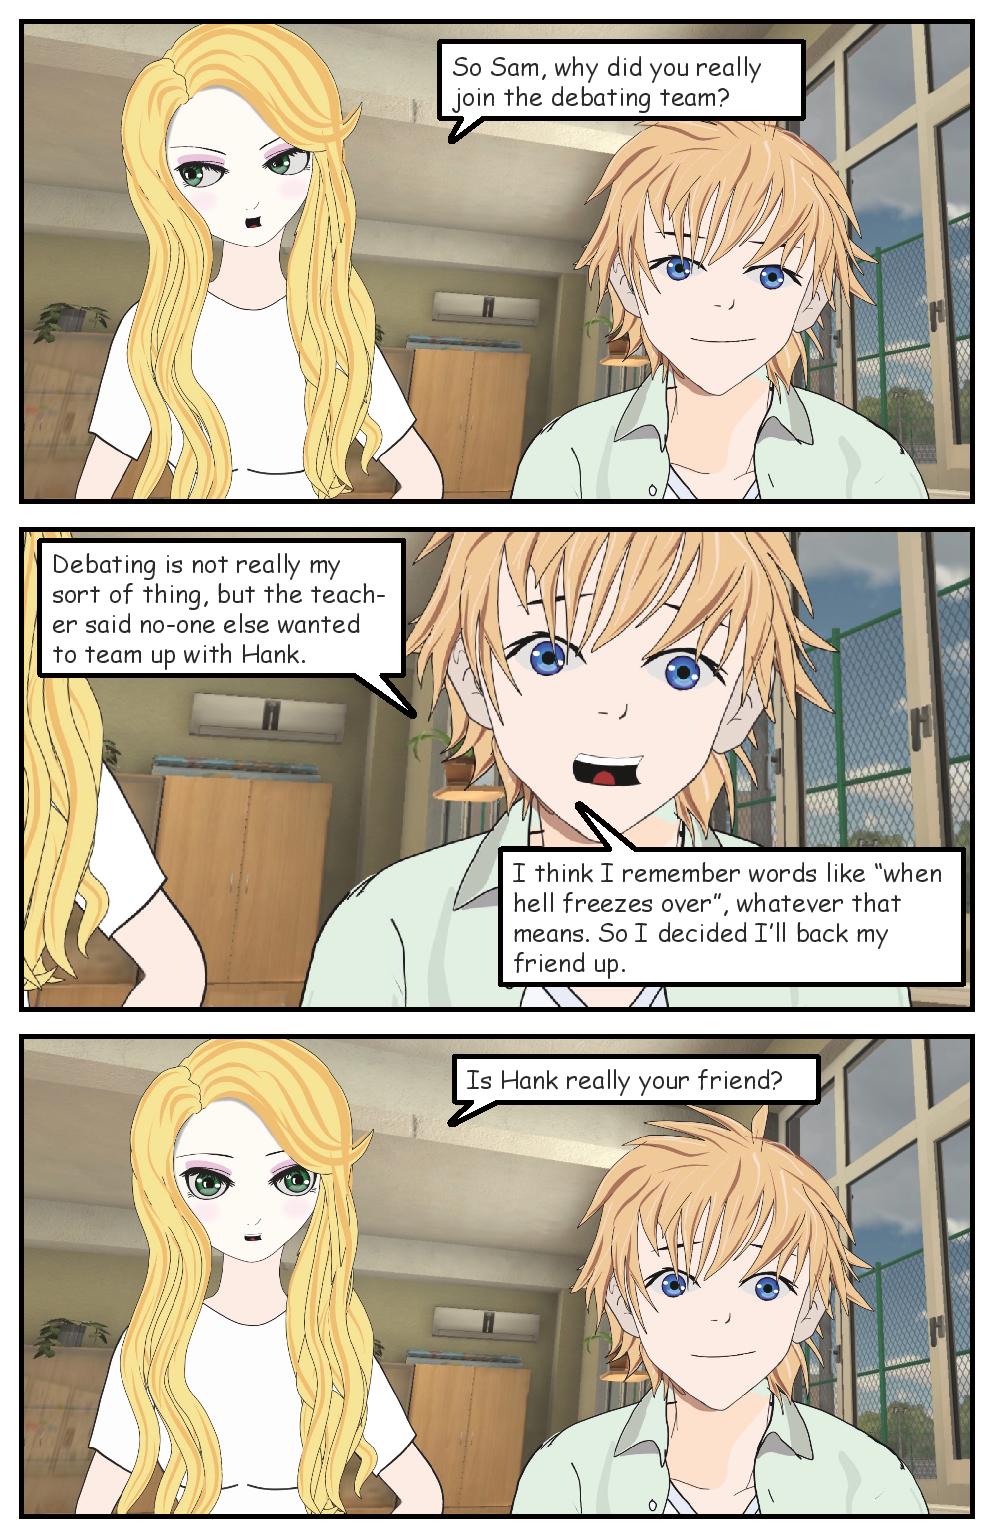 So Sam, why did you really
join the debating team?
Debating is not really my
sort of thing, but the teach-
er said no-one else wanted
to team up with Hank.
I think I remember words like “when
hell freezes over”, whatever that
means. So I decided I’ll back my
friend up.
Is Hank really your friend?